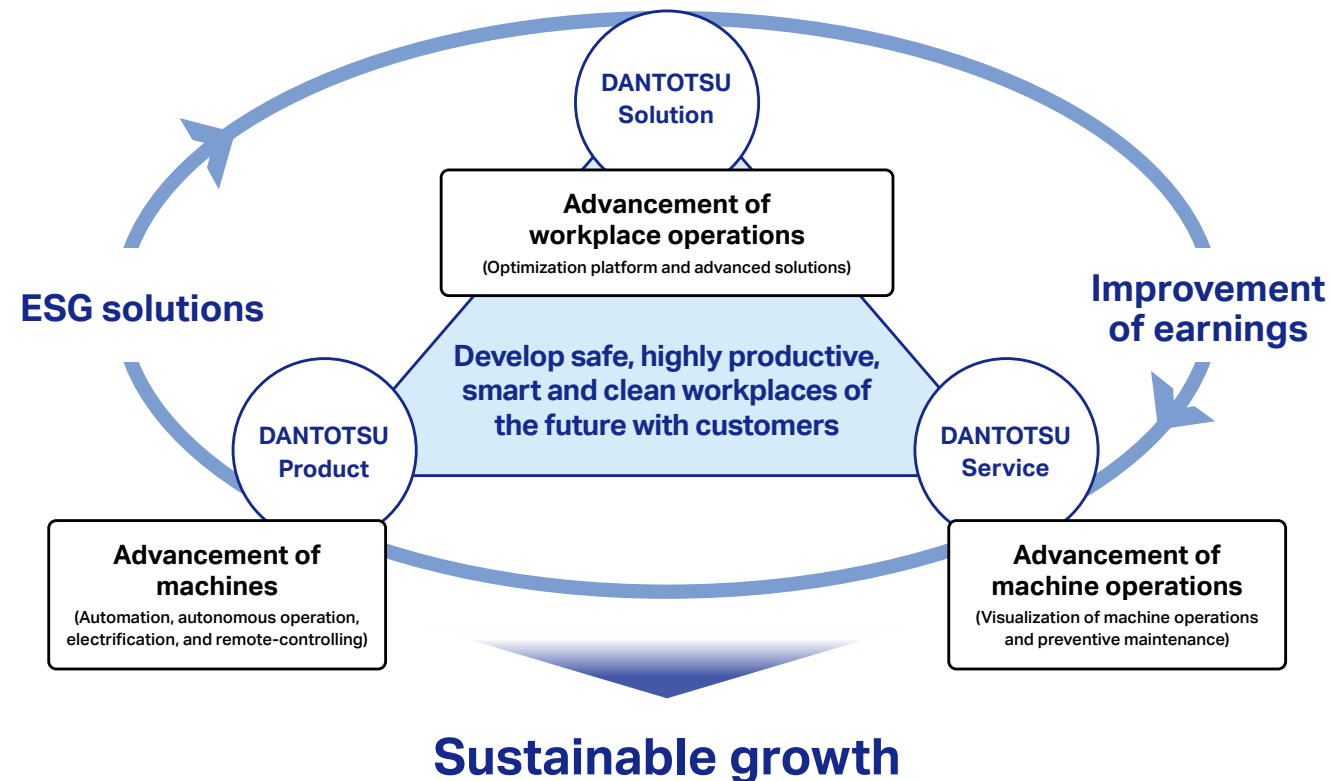 DANTOTSU
Solution
Advancement of
workplace operations
(Optimization platform and advanced solutions)
ESG solutions
Improvement
of earnings
Develop safe, highly productive,
smart and clean workplaces of
the future with customers
DANTOTSU
Product
DANTOTSU
Service
Advancement of
machines
(Automation, autonomous operation,
electrification, and remote-controlling)
Advancement of
machine operations
(Visualization of machine operations
and preventive maintenance)
Sustainable growth